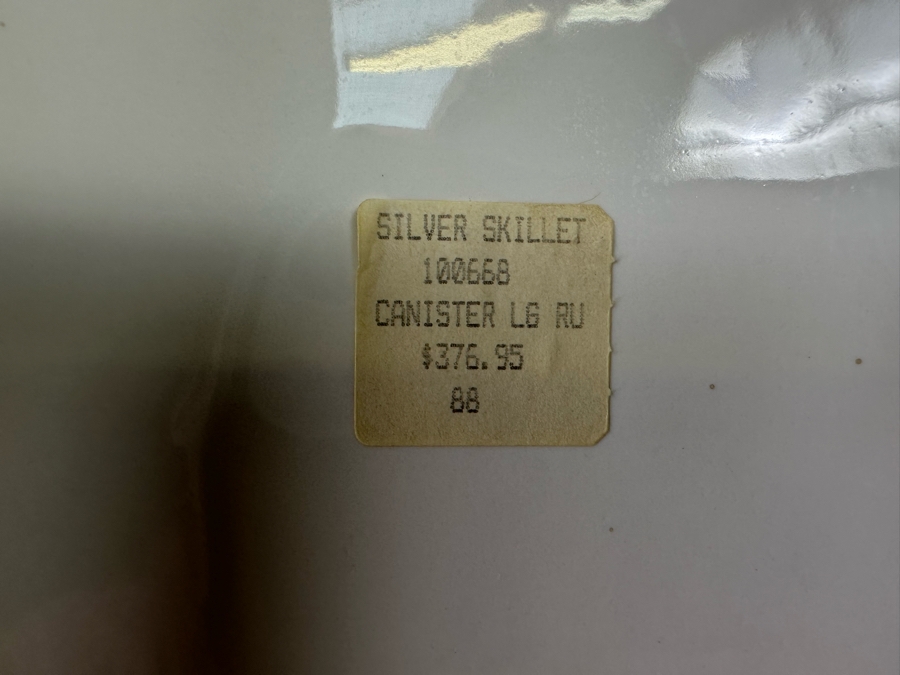 SILVER SKILLET
100668
CANISTER LG RU
$376.95
88